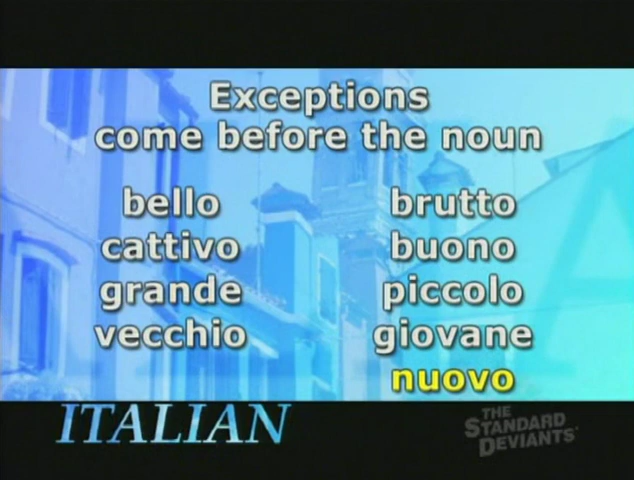 Exceptions
come before the noun
bello brutto
cattivo buono
grande piccolo
vecchio giovane
nuovo
ITALIAN
THE
STANDARD
DEVIANTS